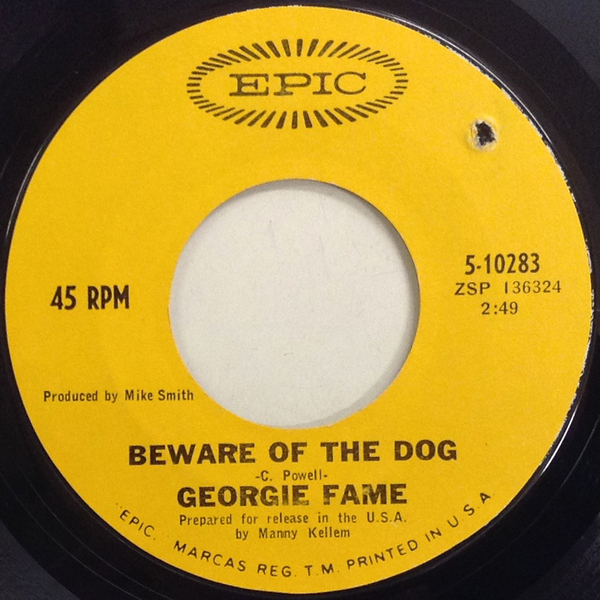 EPIC
5-10283
ZSP 136324
2:49
45 RPM
Produced by Mike Smith
BEWARE OF THE DOG
-C. Powell-
GEORGIE FAME
Prepared for release in the U.S.A.
by Manny Kellem
"EPIC. MARCAS REG. T.M. PRINTED IN U S A